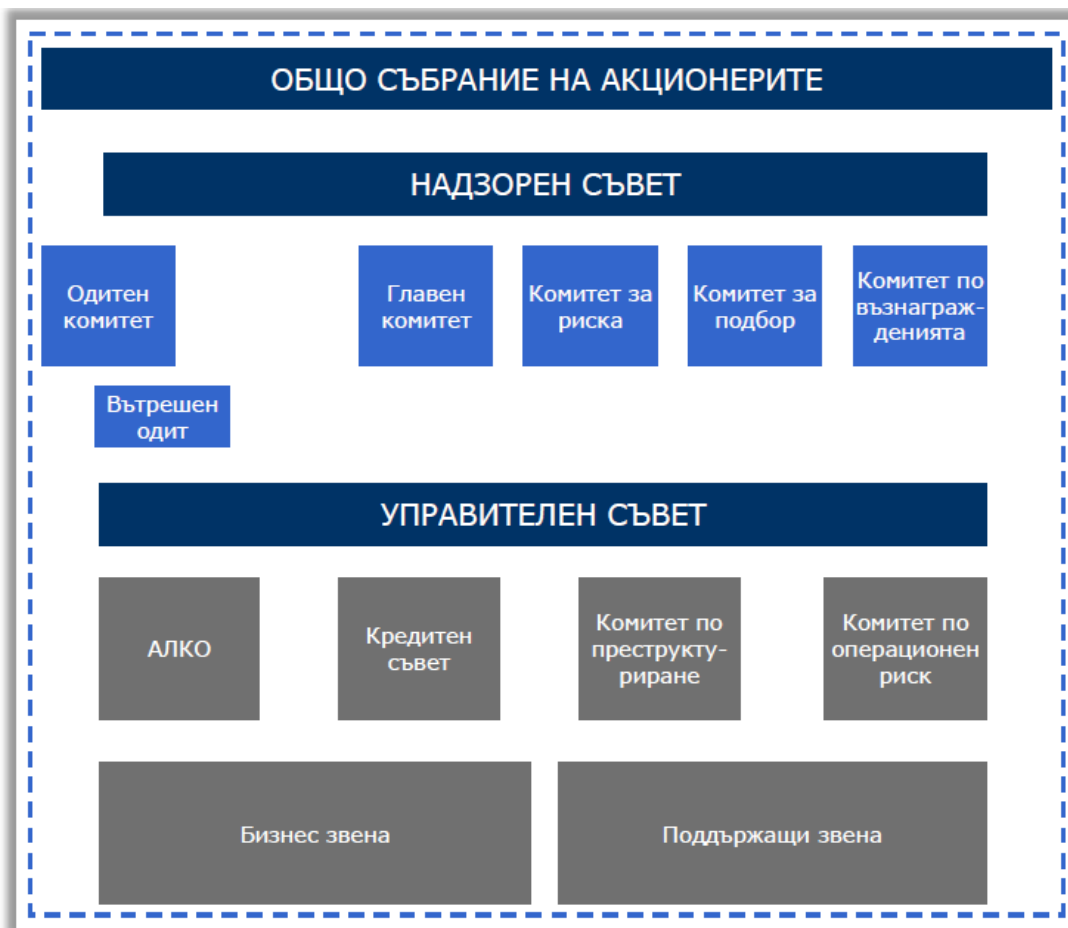 ОБЩО СЪБРАНИЕ НА АКЦИОНЕРИТЕ
НАДЗОРЕН СЪВЕТ
Одитен
комитет
Главен
комитет
Комитет за
риска
Комитет за
подбор
Комитет по
възнаграж-
денията
Вътрешен
одит
УПРАВИТЕЛЕН СЪВЕТ
АЛКО
Кредитен
съвет
Комитет по
преструкту-
риране
Комитет по
операционен
риск
Бизнес звена
Поддържащи звена